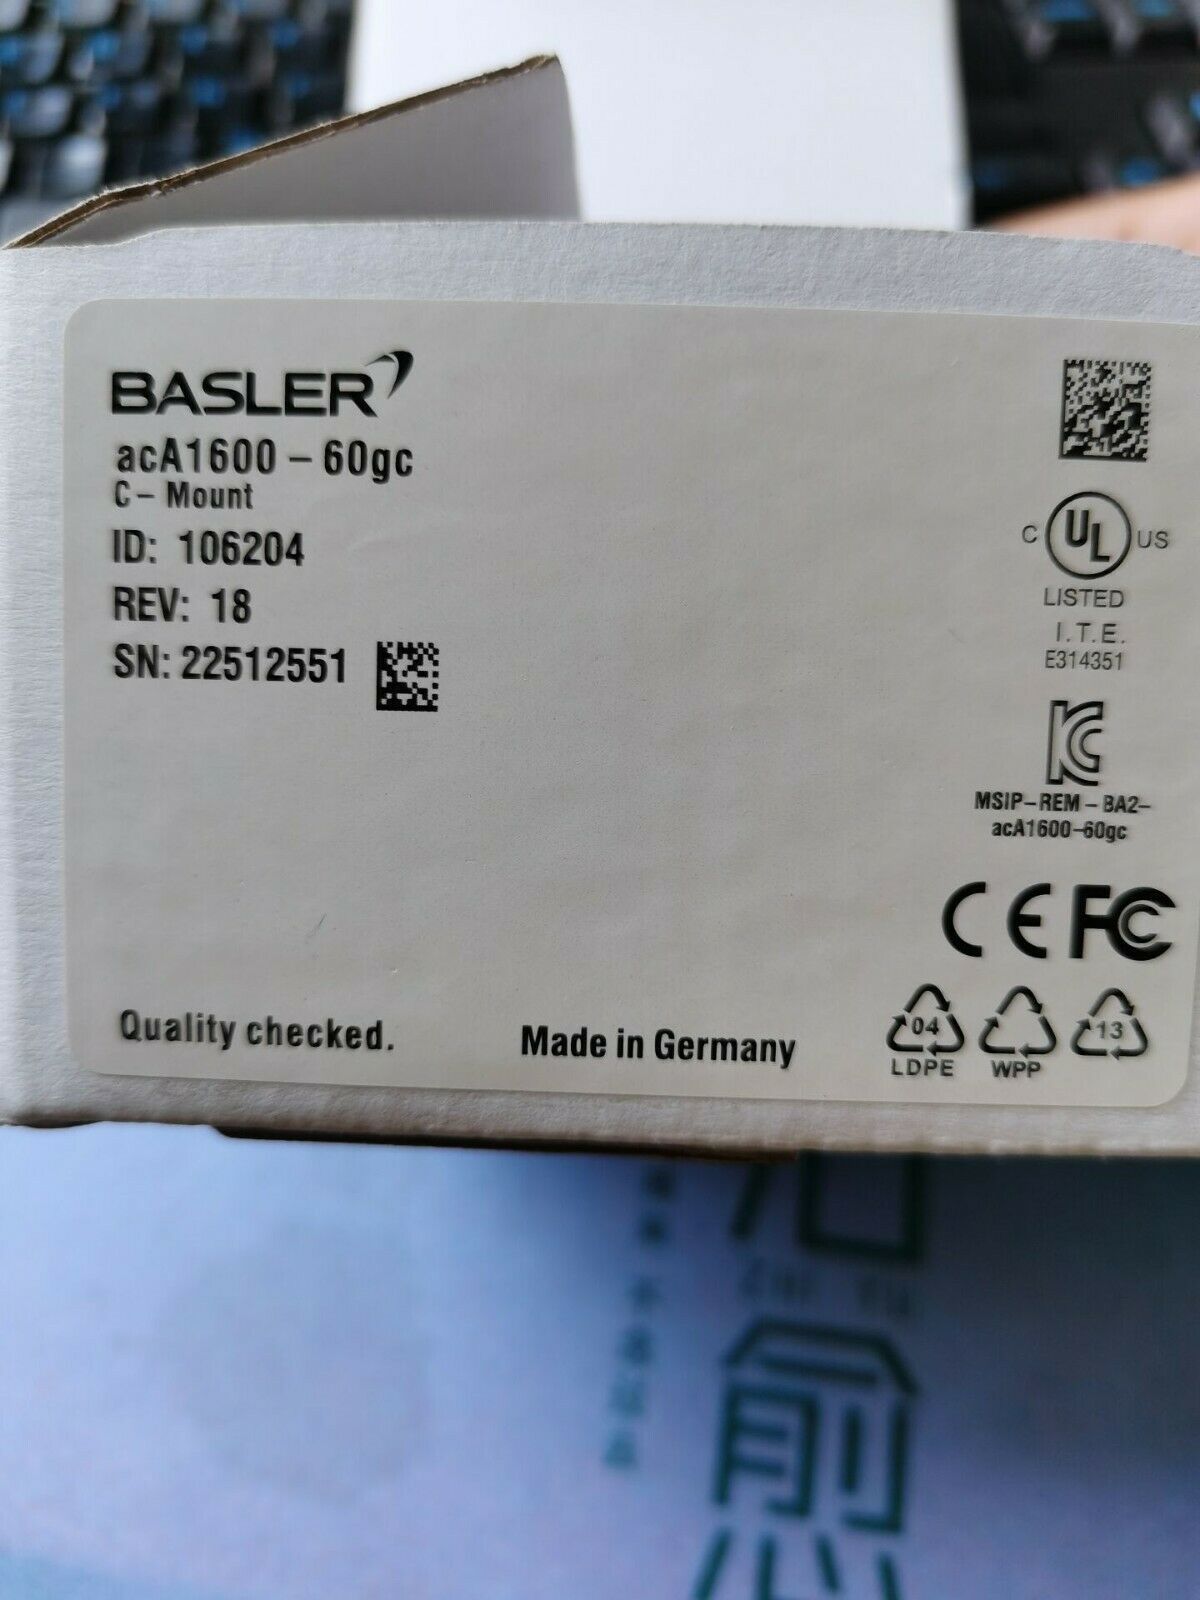 BASLER
acA1600-60gc
C-Mount
ID: 106204
REV: 18
SN: 22512551
C UL US
LISTED
I.T.E.
E314351
MSIP-REM-BA2-
acA1600-60gc
CE FC
04 13
LDPE WPP
Quality checked.
Made in Germany
愈